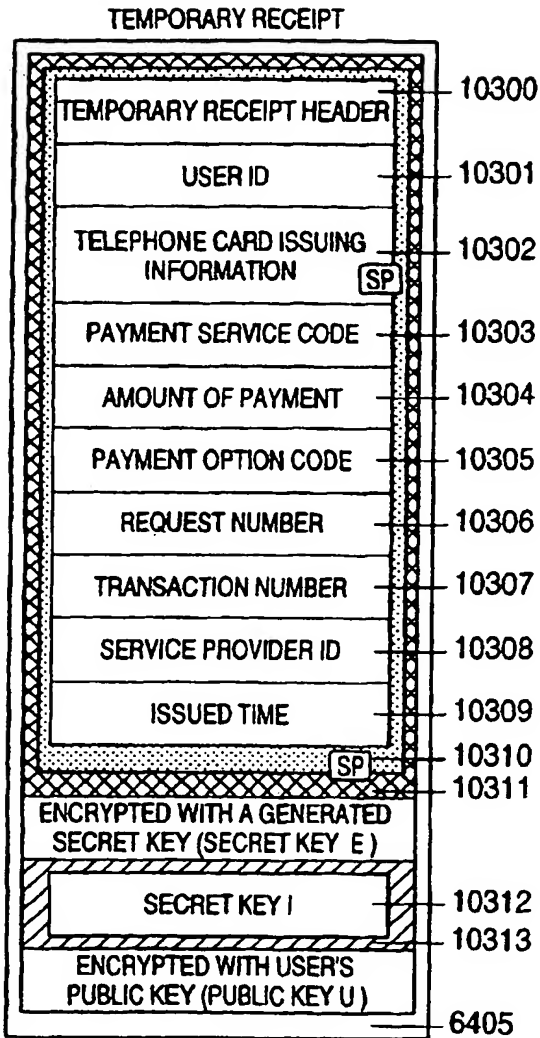 TEMPORARY RECEIPT
10300
TEMPORARY RECEIPT HEADER
USER ID
10301
TELEPHONE CARD ISSUING
INFORMATION
10302
SP
PAYMENT SERVICE CODE
10303
AMOUNT OF PAYMENT
10304
PAYMENT OPTION CODE
10305
REQUEST NUMBER
10306
TRANSACTION NUMBER
10307
SERVICE PROVIDER ID
10308
ISSUED TIME
10309
SP
10310
10311
ENCRYPTED WITH A GENERATED
SECRET KEY (SECRET KEY E)
SECRET KEY I
10312
10313
ENCRYPTED WITH USER'S
PUBLIC KEY (PUBLIC KEY U)
6405